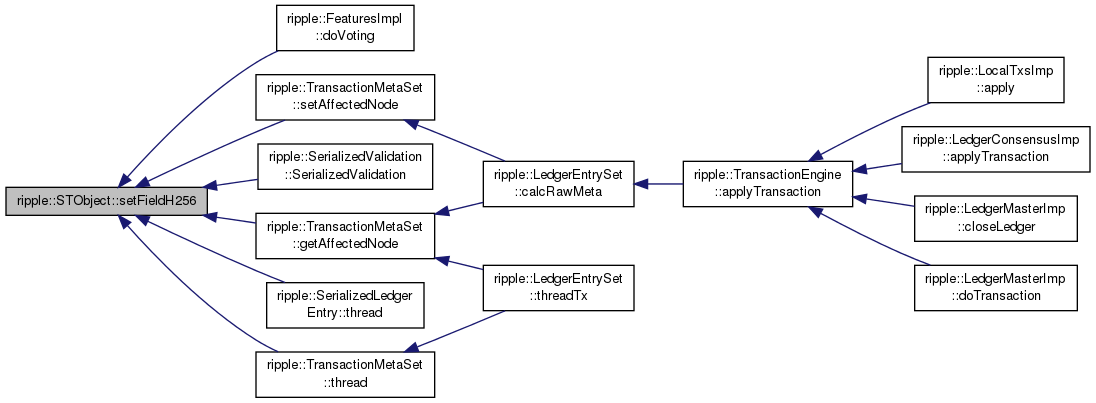 ripple::FeaturesImpl
::doVoting
ripple::TransactionMetaSet
::setAffectedNode
ripple::SerializedValidation
::SerializedValidation
ripple::STObject::setFieldH256
ripple::TransactionMetaSet
::getAffectedNode
ripple::SerializedLedger
Entry::thread
ripple::TransactionMetaSet
::thread
ripple::LedgerEntrySet
::calcRawMeta
ripple::LedgerEntrySet
::threadTx
ripple::TransactionEngine
::applyTransaction
ripple::LocalTxsImp
::apply
ripple::LedgerConsensusImp
::applyTransaction
ripple::LedgerMasterImp
::closeLedger
ripple::LedgerMasterImp
::doTransaction